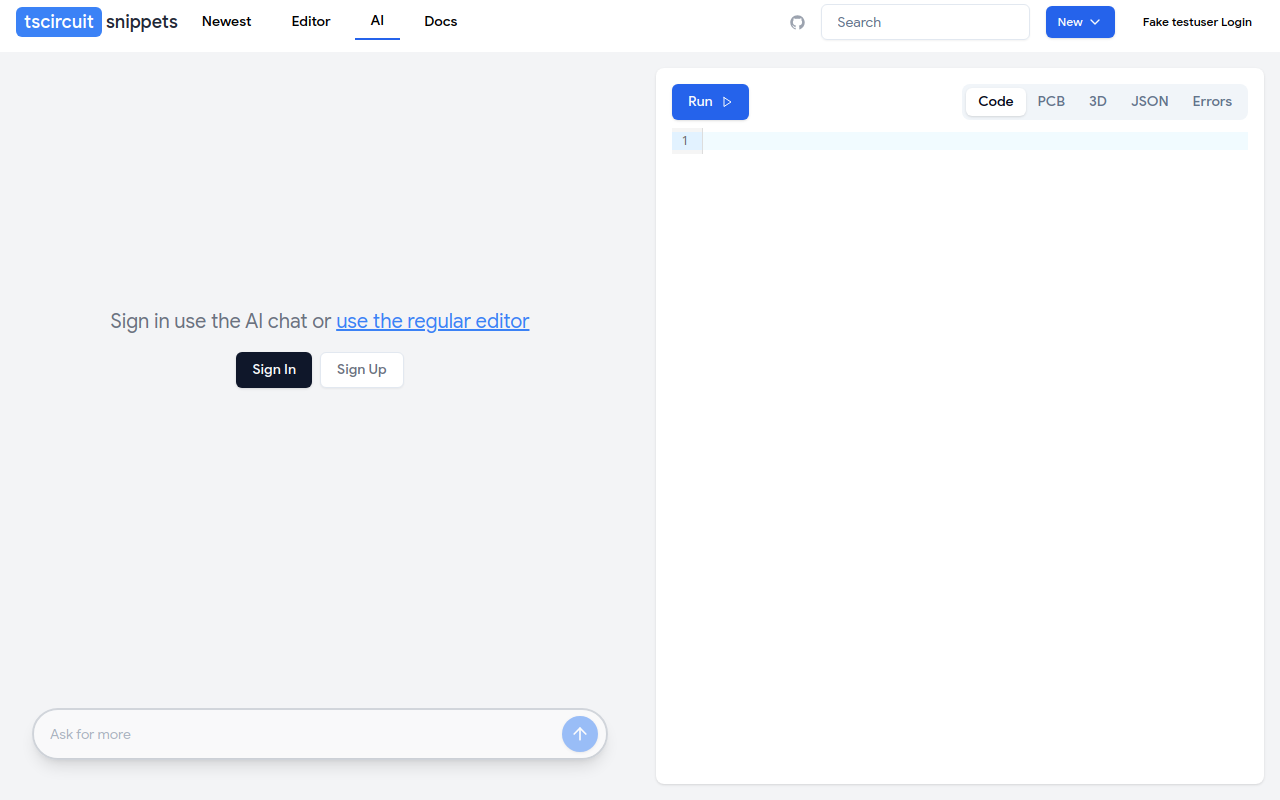 tscircuit snippets Newest Editor AI Docs Search New Fake testuser Login
Run Code PCB 3D JSON Errors
1
Sign in use the AI chat or use the regular editor
Sign In Sign Up
Ask for more